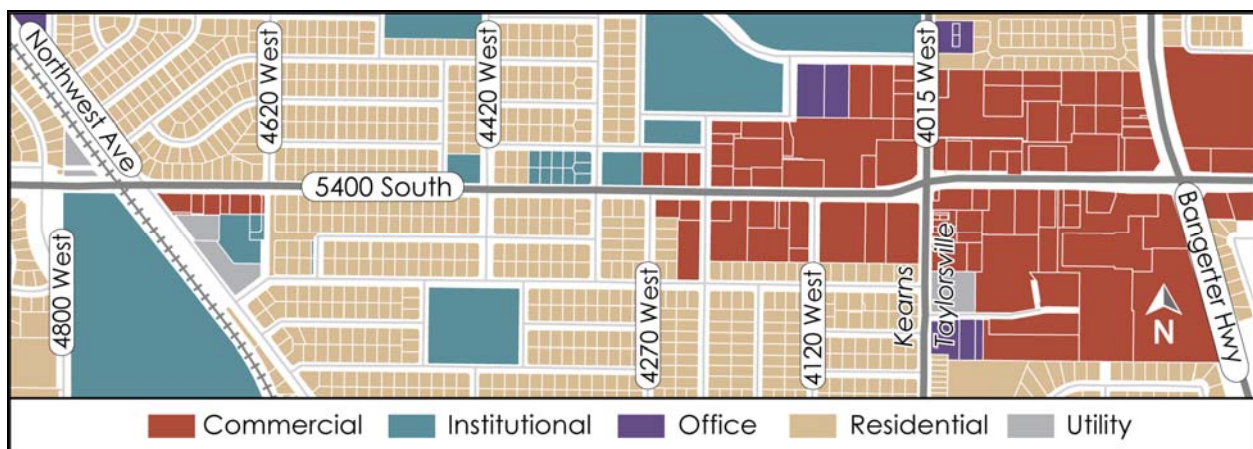 Northwest Ave
4620 West
4420 West
4015 West
5400 South
4800 West
4270 West
4120 West
Kearns
Taylorsville
Bangerter Hwy
N
Commercial
Institutional
Office
Residential
Utility